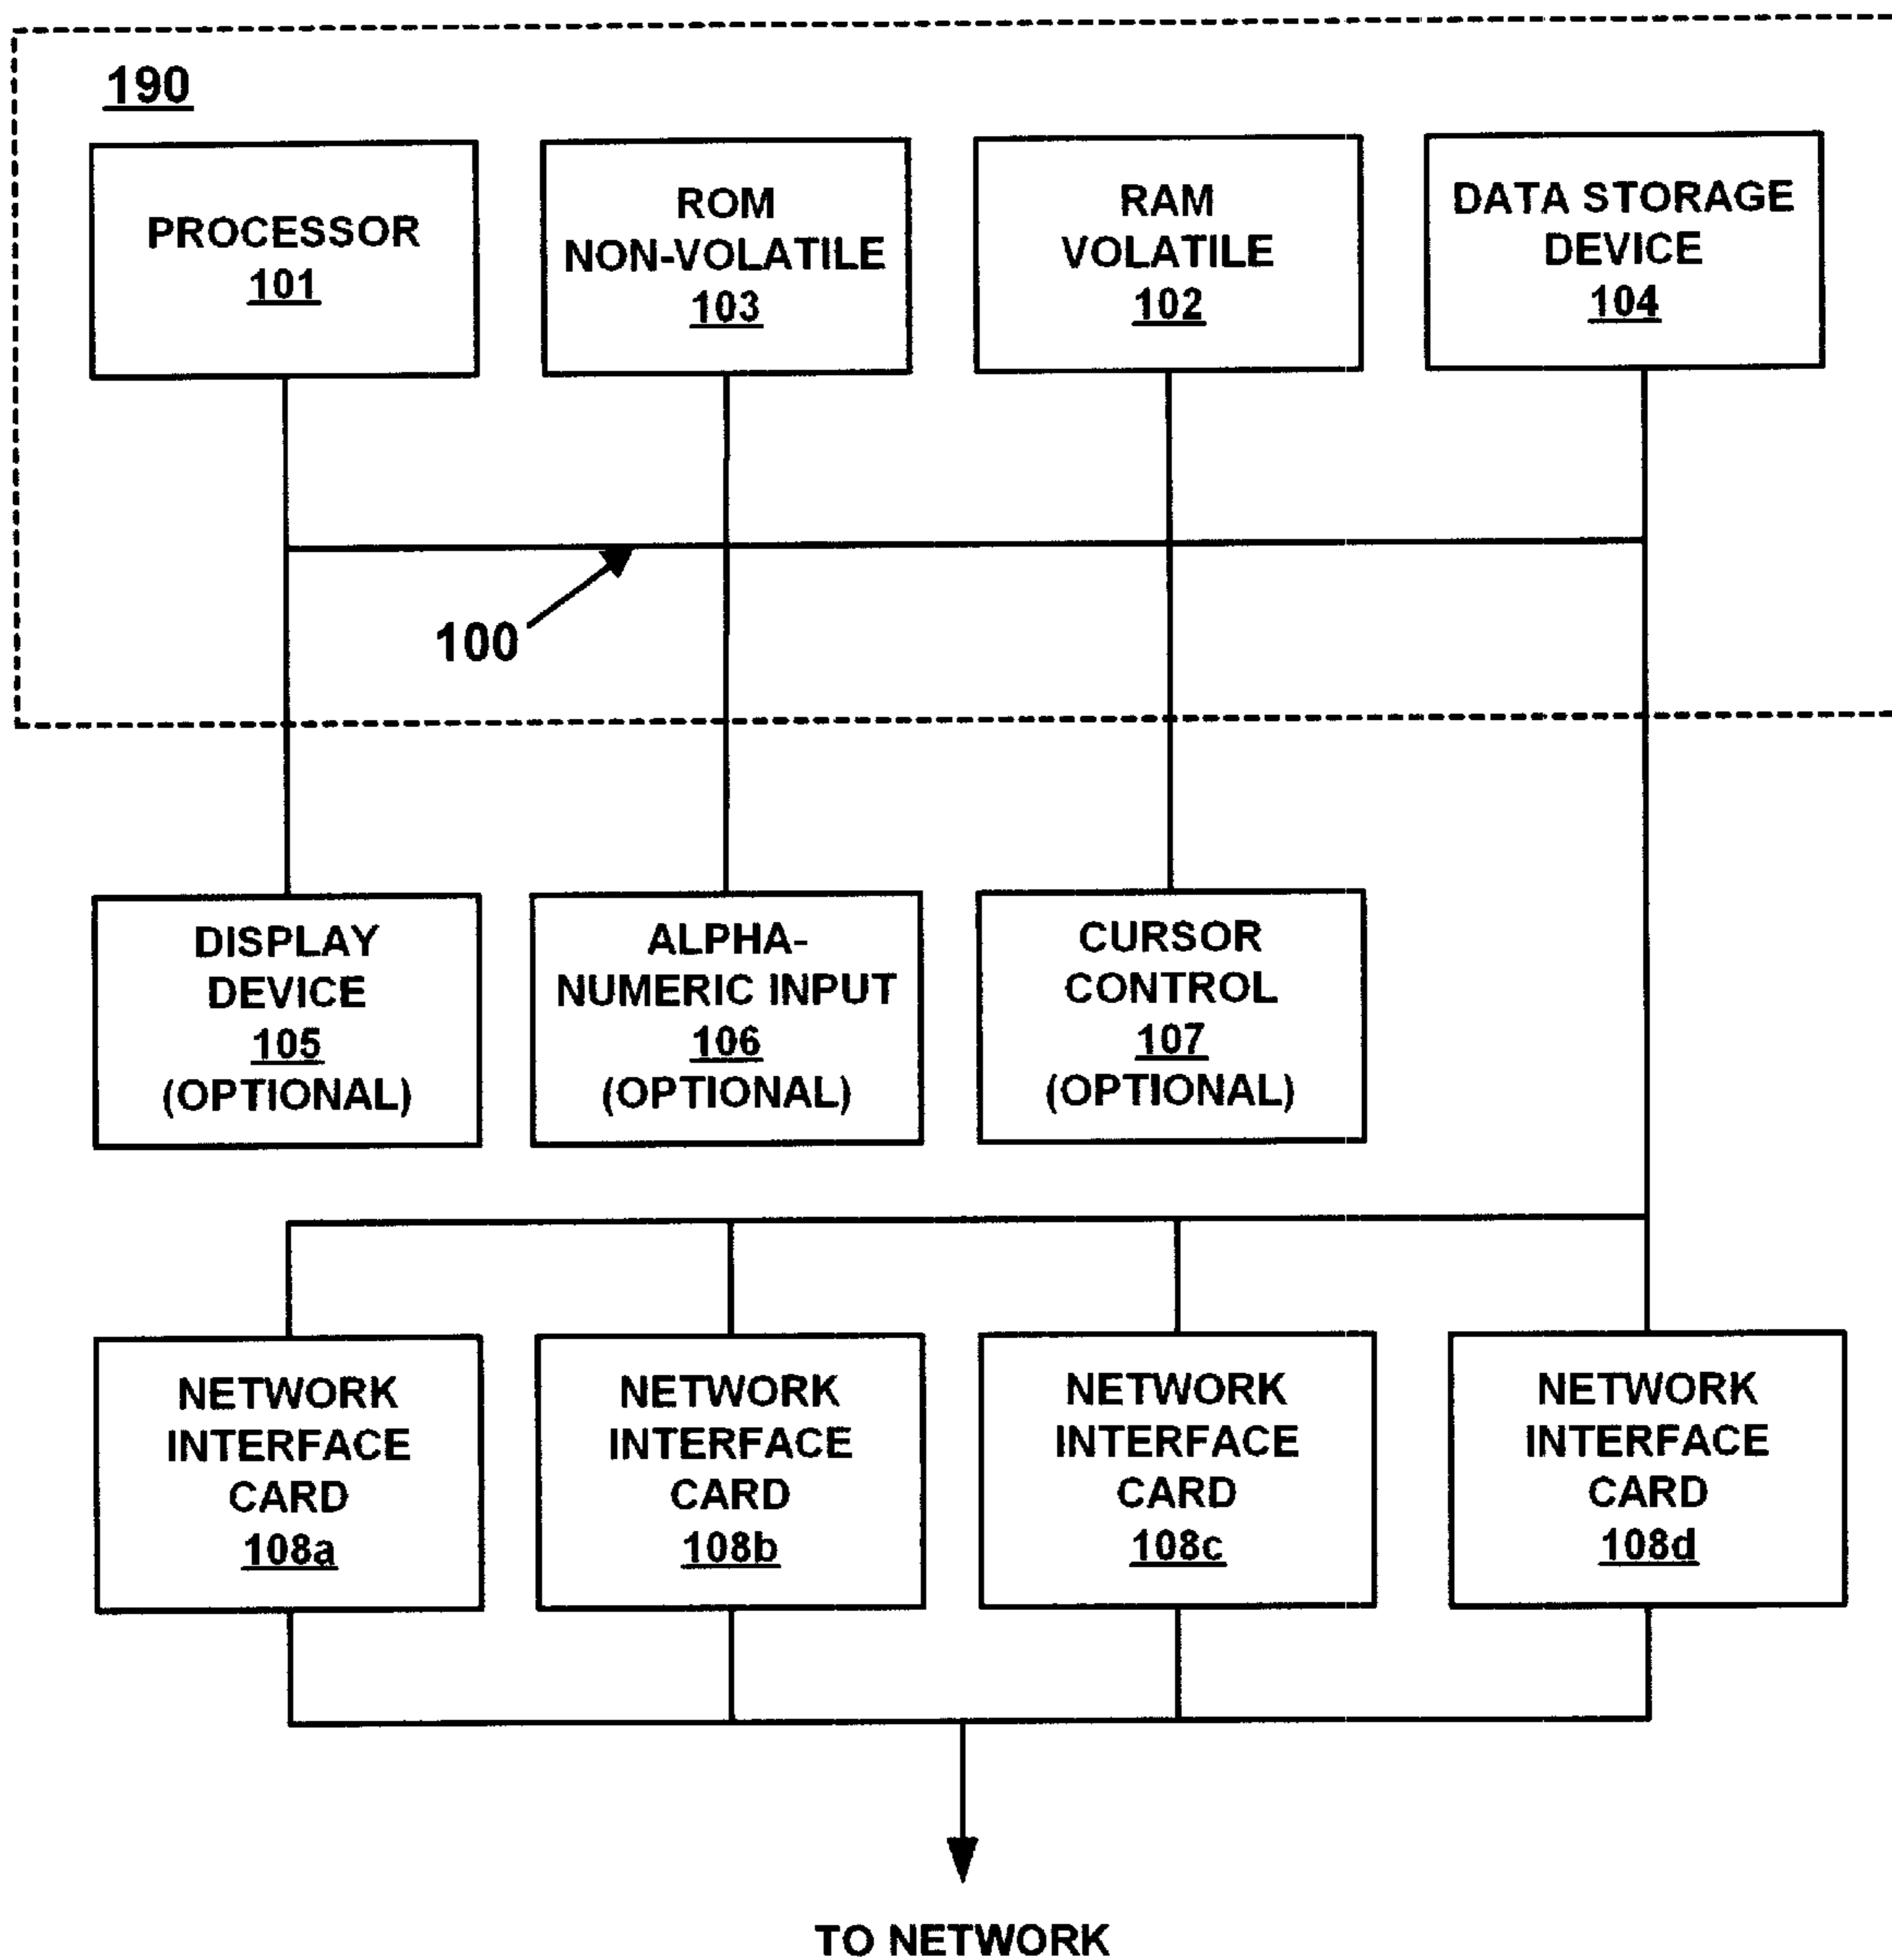 190
PROCESSOR
101
ROM
NON-VOLATILE
103
RAM
VOLATILE
102
DATA STORAGE
DEVICE
104
100
DISPLAY
DEVICE
105
(OPTIONAL)
ALPHA-
NUMERIC INPUT
106
(OPTIONAL)
CURSOR
CONTROL
107
(OPTIONAL)
NETWORK
INTERFACE
CARD
108a
NETWORK
INTERFACE
CARD
108b
NETWORK
INTERFACE
CARD
108c
NETWORK
INTERFACE
CARD
108d
TO NETWORK